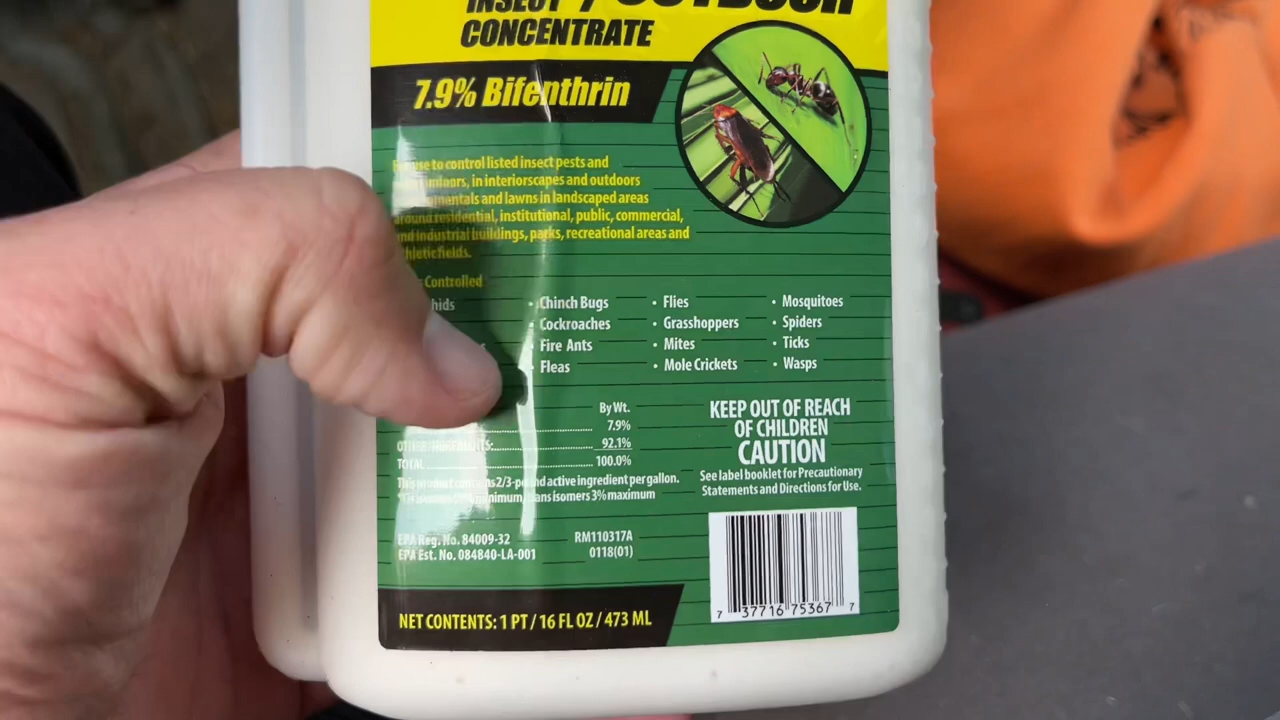 INSECT / OUTDOOR
CONCENTRATE
7.9% Bifenthrin
use to control listed insect pests and
in interiorscapes and outdoors
and lawns in landscaped areas
around residential, institutional, public, commercial,
and industrial buildings, parks, recreational areas and
fields.
Controlled
• Chinch Bugs • Flies • Mosquitoes
• Cockroaches • Grasshoppers • Spiders
• Fire Ants • Mites • Ticks
• Fleas • Mole Crickets • Wasps
By Wt.
7.9%
OTHER INGREDIENTS: 92.1%
TOTAL 100.0%
This product contains 2/3-pound active ingredient per gallon.
minimum, trans isomers 3% maximum
EPA Reg. No. 84009-32 RM110317A
EPA Est. No. 084840-LA-001 0118(01)
NET CONTENTS: 1 PT / 16 FL OZ / 473 ML
KEEP OUT OF REACH
OF CHILDREN
CAUTION
See label booklet for Precautionary
Statements and Directions for Use.
7 37716 75367 7